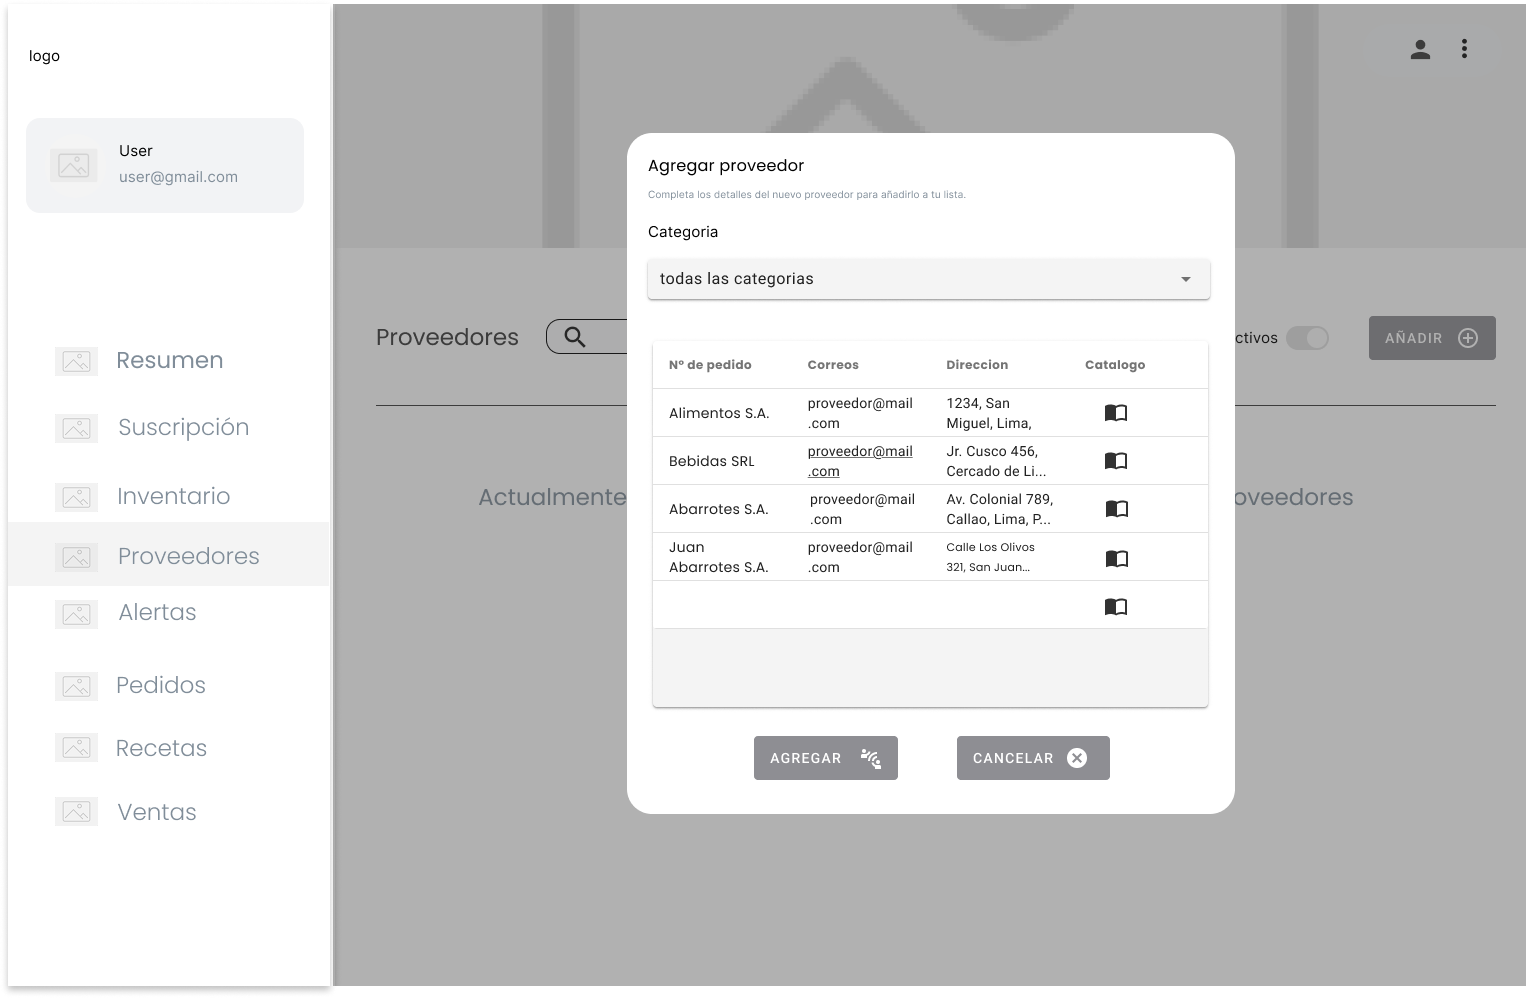 logo
User
user@gmail.com
Resumen
Suscripción
Inventario
Proveedores
Alertas
Pedidos
Recetas
Ventas
Proveedores
ctivos
AÑADIR
Actualmente
oveedores
Agregar proveedor
Completa los detalles del nuevo proveedor para añadirlo a tu lista.
Categoria
todas las categorias
N° de pedido Correos Direccion Catalogo
Alimentos S.A. proveedor@mail 1234, San
.com Miguel, Lima,
Bebidas SRL proveedor@mail Jr. Cusco 456,
.com Cercado de Li...
Abarrotes S.A. proveedor@mail Av. Colonial 789,
.com Callao, Lima, P...
Juan proveedor@mail Calle Los Olivos
Abarrotes S.A. .com 321, San Juan...
AGREGAR
CANCELAR